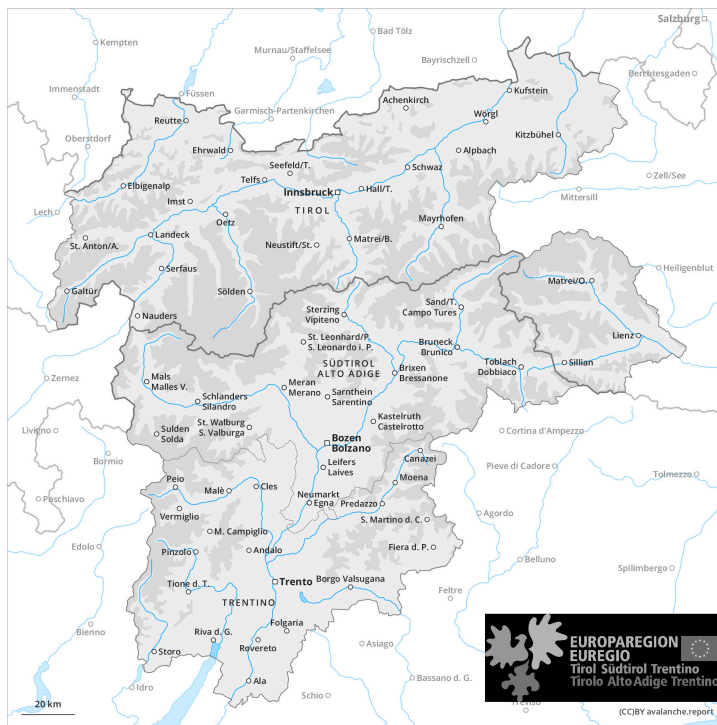 Salzburg
Bad Tölz
Kempten
Murnau/Staffelsee
Bayrischzell
Berchtesgaden
Immenstadt
Füssen
Kufstein
Achenkirch
Garmisch-Partenkirchen
Wörgl
Reutte
Kitzbühel
Oberstdorf
Ehrwald
Alpbach
Seefeld/T.
Schwaz
Telfs
Zell/See
Elbigenalp
Innsbruck
Hall/T.
Mittersill
Imst
TIROL
Lech
Oetz
Mayrhofen
Landeck
Matrei/B.
St. Anton/A.
Neustift/St.
Serfaus
Heiligenblut
Matrei/O.
Galtür
Sölden
Sand/T.
Campo Tures
Nauders
Sterzing
Vipiteno
Lienz
St. Leonhard/P.
S. Leonardo i. P.
Bruneck
Brunico
Toblach
Dobbiaco
Sillian
SÜDTIROL
ALTO ADIGE
Brixen
Bressanone
Zernez
Mals
Malles V.
Meran
Merano
Sarnthein
Sarentino
Schlanders
Silandro
Kastelruth
Castelrotto
St. Walburg
S. Valburga
Livigno
Sulden
Solda
Cortina d'Ampezzo
Bozen
Bolzano
Canazei
Bormio
Leifers
Laives
Pieve di Cadore
Tolmezzo
Peio
Moena
Malè
Cles
Poschiavo
Neumarkt
Egna
Predazzo
Vermiglio
Agordo
S. Martino d. C.
M. Campiglio
Edolo
Pinzolo
Andalo
Fiera d. P.
Belluno
Spilimbergo
Tione d. T.
Trento
Borgo Valsugana
Feltre
TRENTINO
Bienno
Folgaria
Riva d. G.
Rovereto
Asiago
Storo
Bassano d. G.
Ala
Idro
Schio
Treviso
EUROPAREGION
EUREGIO
Tirol Südtirol Trentino
Tirolo Alto Adige Trentino
20 km
(CC)BY avalanche.report